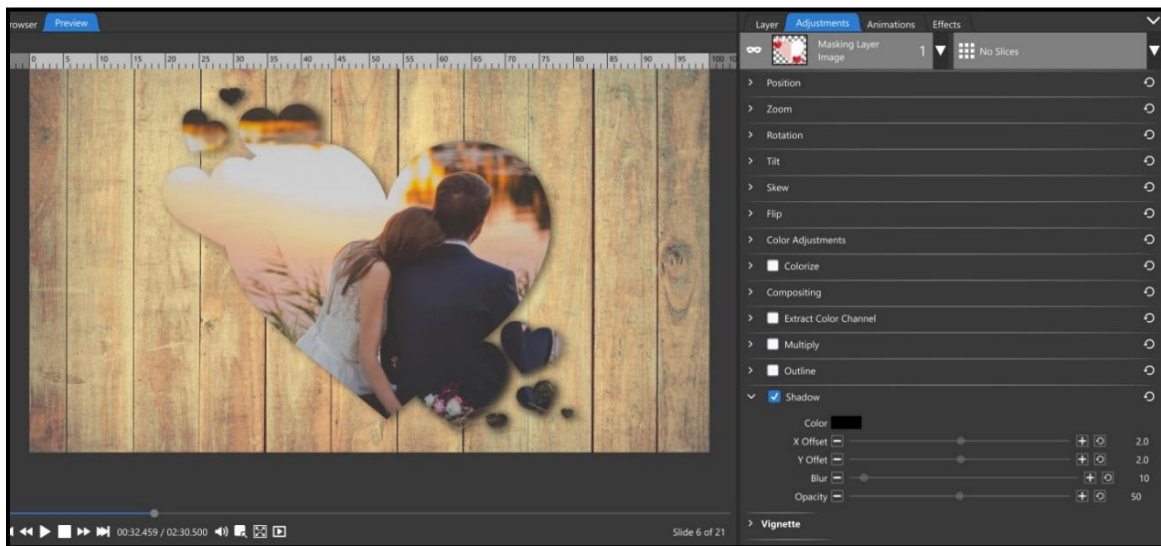 rowser Preview
0 5 10 15 20 25 30 35 40 45 50 55 60 65 70 75 80 85 90 95 100 10
00:32.459 / 02:30.500 Slide 6 of 21
Layer Adjustments Animations Effects
Masking Layer
Image
1
No Slices
Position
Zoom
Rotation
Tilt
Skew
Flip
Color Adjustments
Colorize
Compositing
Extract Color Channel
Multiply
Outline
Shadow
Color
X Offset 2.0
Y Offet 2.0
Blur 10
Opacity 50
Vignette